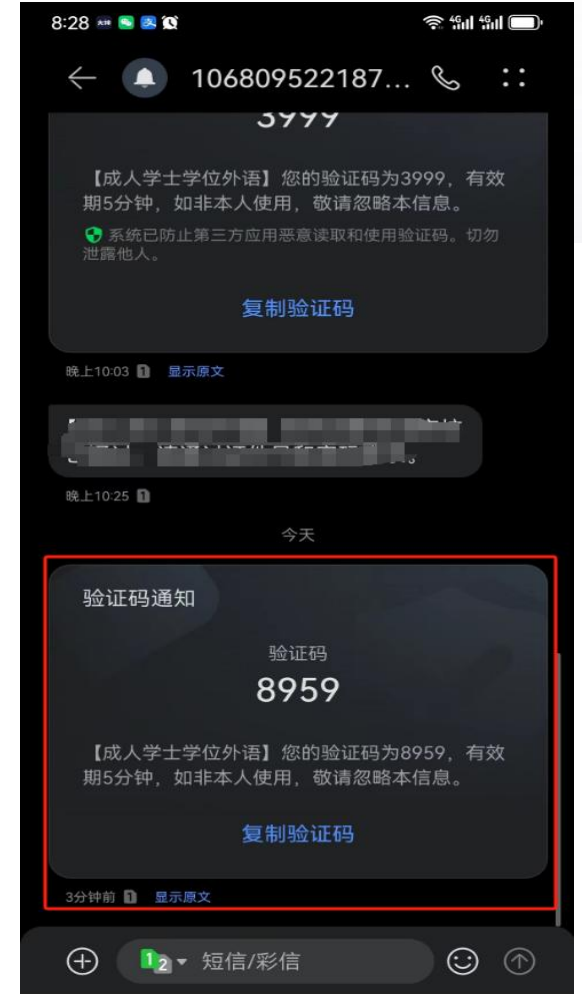 8:28
4G 4G
106809522187...
3999
【成人学士学位外语】您的验证码为3999，有效
期5分钟，如非本人使用，敬请忽略本信息。
系统已防止第三方应用恶意读取和使用验证码。切勿
泄露他人。
复制验证码
晚上10:03 1 显示原文
晚上10:25 1
今天
验证码通知
验证码
8959
【成人学士学位外语】您的验证码为8959，有效
期5分钟，如非本人使用，敬请忽略本信息。
复制验证码
3分钟前 1 显示原文
1 2 短信/彩信